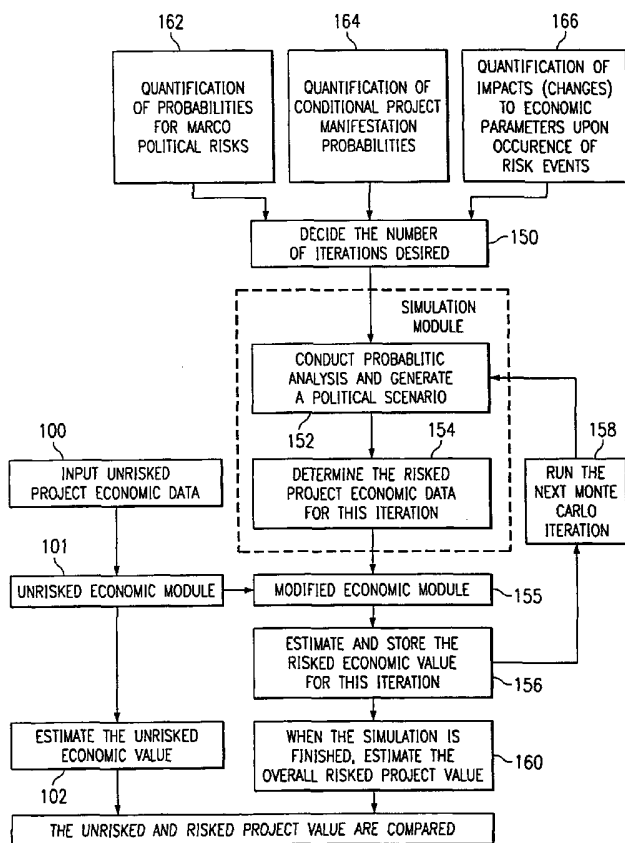 162
164
166
QUANTIFICATION
OF PROBABILITIES
FOR MARCO
POLITICAL RISKS
QUANTIFICATION OF
CONDITIONAL PROJECT
MANIFESTATION
PROBABILITIES
QUANTIFICATION OF
IMPACTS (CHANGES)
TO ECONOMIC
PARAMETERS UPON
OCCURENCE OF
RISK EVENTS
DECIDE THE NUMBER
OF ITERATIONS DESIRED
150
SIMULATION
MODULE
CONDUCT PROBABLITIC
ANALYSIS AND GENERATE
A POLITICAL SCENARIO
152
154
158
100
INPUT UNRISKED
PROJECT ECONOMIC DATA
DETERMINE THE RISKED
PROJECT ECONOMIC DATA
FOR THIS ITERATION
RUN THE
NEXT MONTE
CARLO
ITERATION
101
UNRISKED ECONOMIC MODULE
MODIFIED ECONOMIC MODULE
155
ESTIMATE AND STORE THE
RISKED ECONOMIC VALUE
FOR THIS ITERATION
156
ESTIMATE THE UNRISKED
ECONOMIC VALUE
102
WHEN THE SIMULATION IS
FINISHED, ESTIMATE THE
OVERALL RISKED PROJECT VALUE
160
THE UNRISKED AND RISKED PROJECT VALUE ARE COMPARED